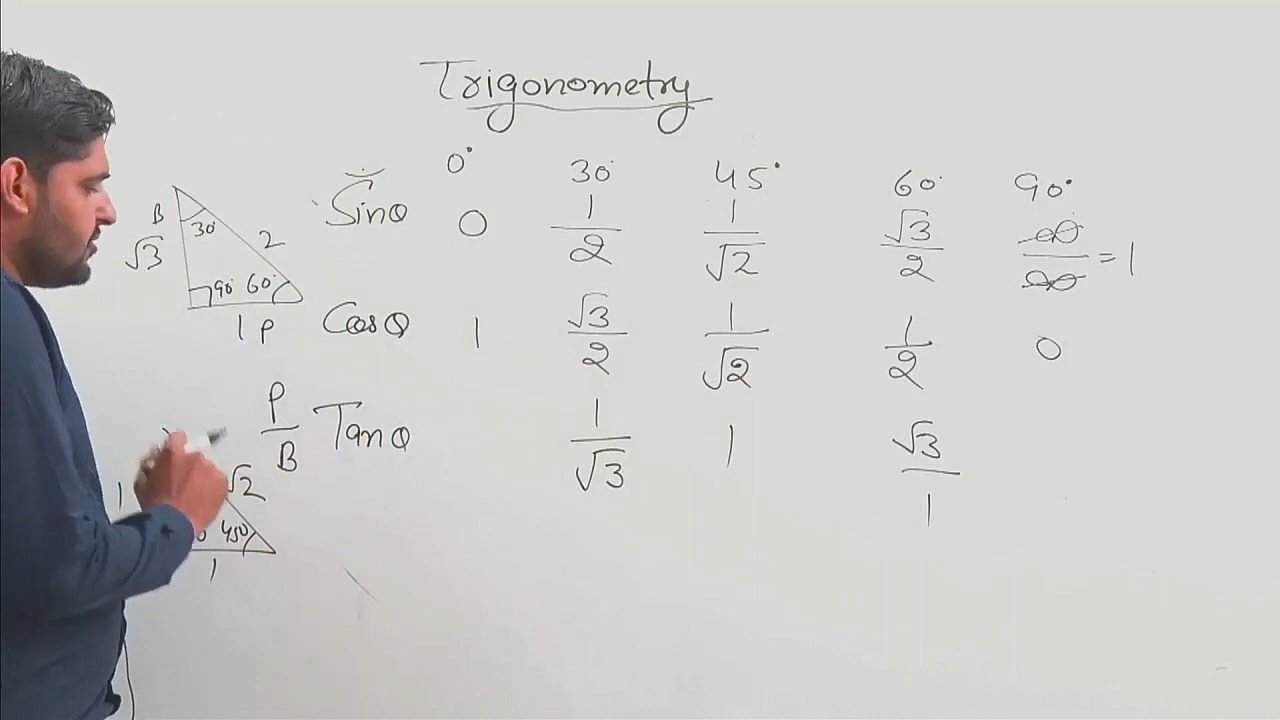 Trigonometry
0° 30° 45° 60° 90°
Sinθ 0 1/2 1/√2 √3/2 ∞/∞ = 1
B
√3
30°
2
90° 60°
1 P
Cosθ 1 √3/2 1/√2 1/2 0
P/B Tanθ 1/√3 1 √3/1
1
√2
45°
1